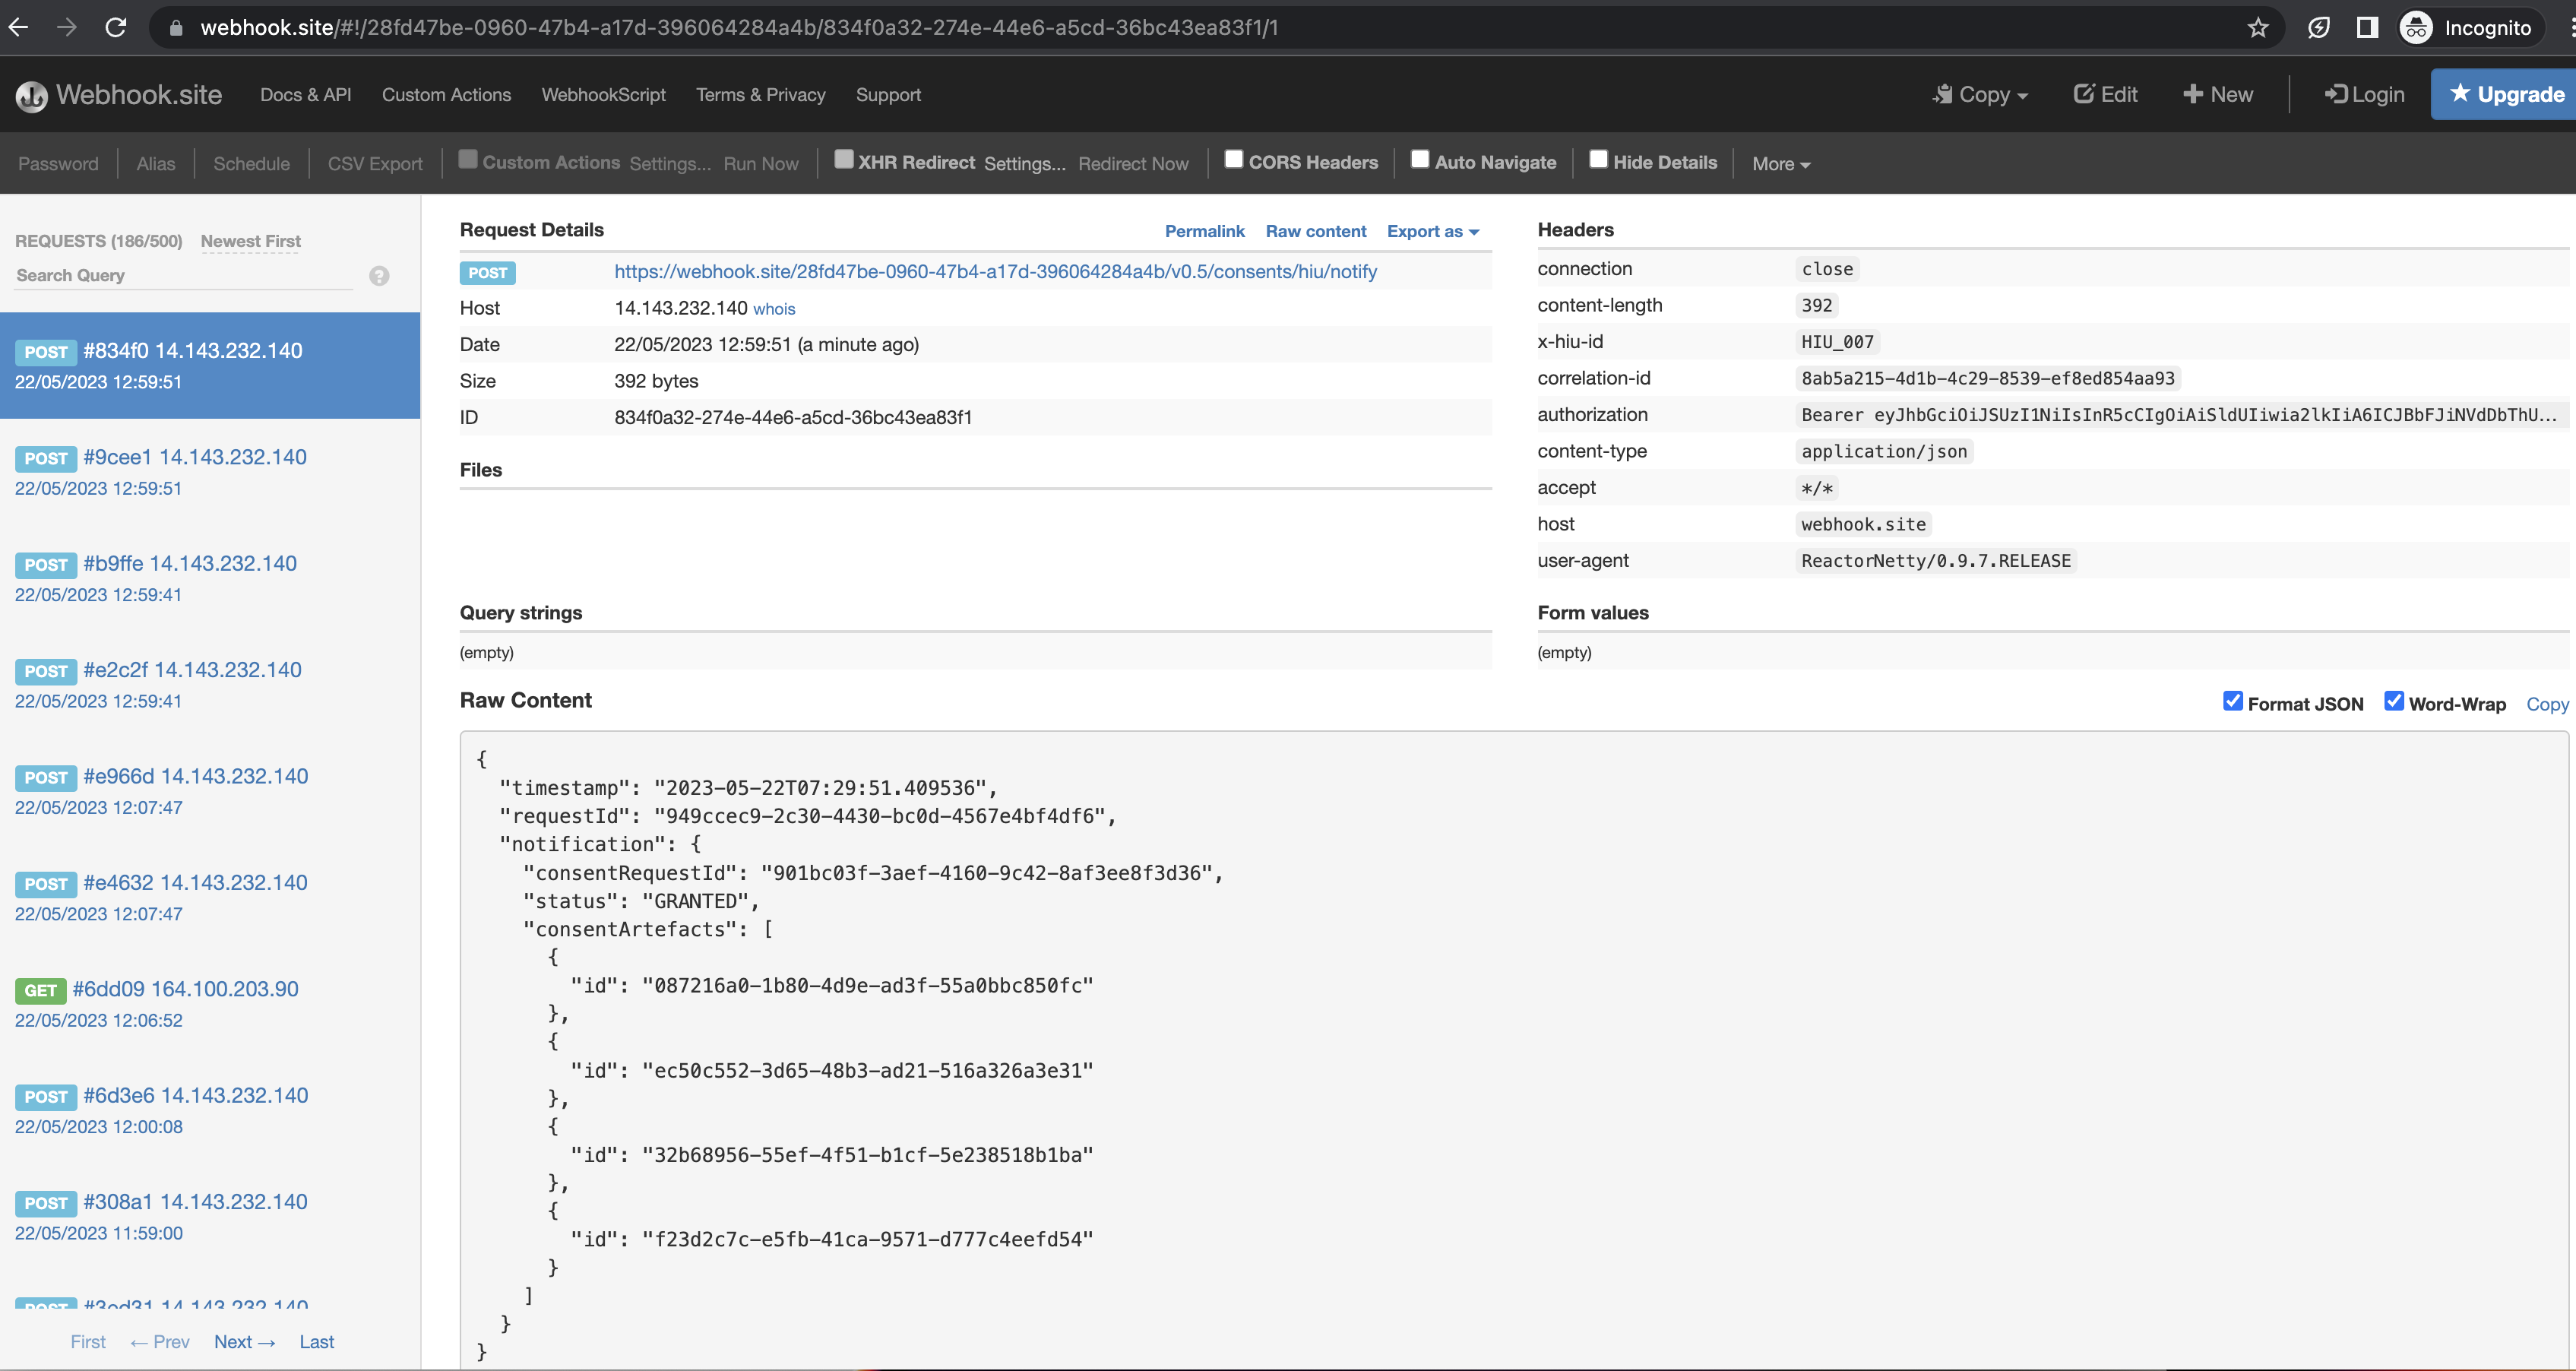 webhook.site/#!/28fd47be-0960-47b4-a17d-396064284a4b/834f0a32-274e-44e6-a5cd-36bc43ea83f1/1
Incognito
Webhook.site Docs & API Custom Actions WebhookScript Terms & Privacy Support Copy Edit New Login Upgrade
Password Alias Schedule CSV Export Custom Actions Settings... Run Now XHR Redirect Settings... Redirect Now CORS Headers Auto Navigate Hide Details More
REQUESTS (186/500) Newest First
Search Query ?
POST #834f0 14.143.232.140
22/05/2023 12:59:51
POST #9cee1 14.143.232.140
22/05/2023 12:59:51
POST #b9ffe 14.143.232.140
22/05/2023 12:59:41
POST #e2c2f 14.143.232.140
22/05/2023 12:59:41
POST #e966d 14.143.232.140
22/05/2023 12:07:47
POST #e4632 14.143.232.140
22/05/2023 12:07:47
GET #6dd09 164.100.203.90
22/05/2023 12:06:52
POST #6d3e6 14.143.232.140
22/05/2023 12:00:08
POST #308a1 14.143.232.140
22/05/2023 11:59:00
POST #3ed31 14.143.232.140
First ← Prev Next → Last
Request Details Permalink Raw content Export as
POST https://webhook.site/28fd47be-0960-47b4-a17d-396064284a4b/v0.5/consents/hiu/notify
Host 14.143.232.140 whois
Date 22/05/2023 12:59:51 (a minute ago)
Size 392 bytes
ID 834f0a32-274e-44e6-a5cd-36bc43ea83f1
Files
Headers
connection close
content-length 392
x-hiu-id HIU_007
correlation-id 8ab5a215-4d1b-4c29-8539-ef8ed854aa93
authorization Bearer eyJhbGciOiJSUzI1NiIsInR5cCIgOiAiSldUIiwia2lkIiA6ICJBbFJiNVdDbThU...
content-type application/json
accept */*
host webhook.site
user-agent ReactorNetty/0.9.7.RELEASE
Query strings
(empty)
Form values
(empty)
Raw Content Format JSON Word-Wrap Copy
{
"timestamp": "2023-05-22T07:29:51.409536",
"requestId": "949ccec9-2c30-4430-bc0d-4567e4bf4df6",
"notification": {
"consentRequestId": "901bc03f-3aef-4160-9c42-8af3ee8f3d36",
"status": "GRANTED",
"consentArtefacts": [
{
"id": "087216a0-1b80-4d9e-ad3f-55a0bbc850fc"
},
{
"id": "ec50c552-3d65-48b3-ad21-516a326a3e31"
},
{
"id": "32b68956-55ef-4f51-b1cf-5e238518b1ba"
},
{
"id": "f23d2c7c-e5fb-41ca-9571-d777c4eefd54"
}
]
}
}